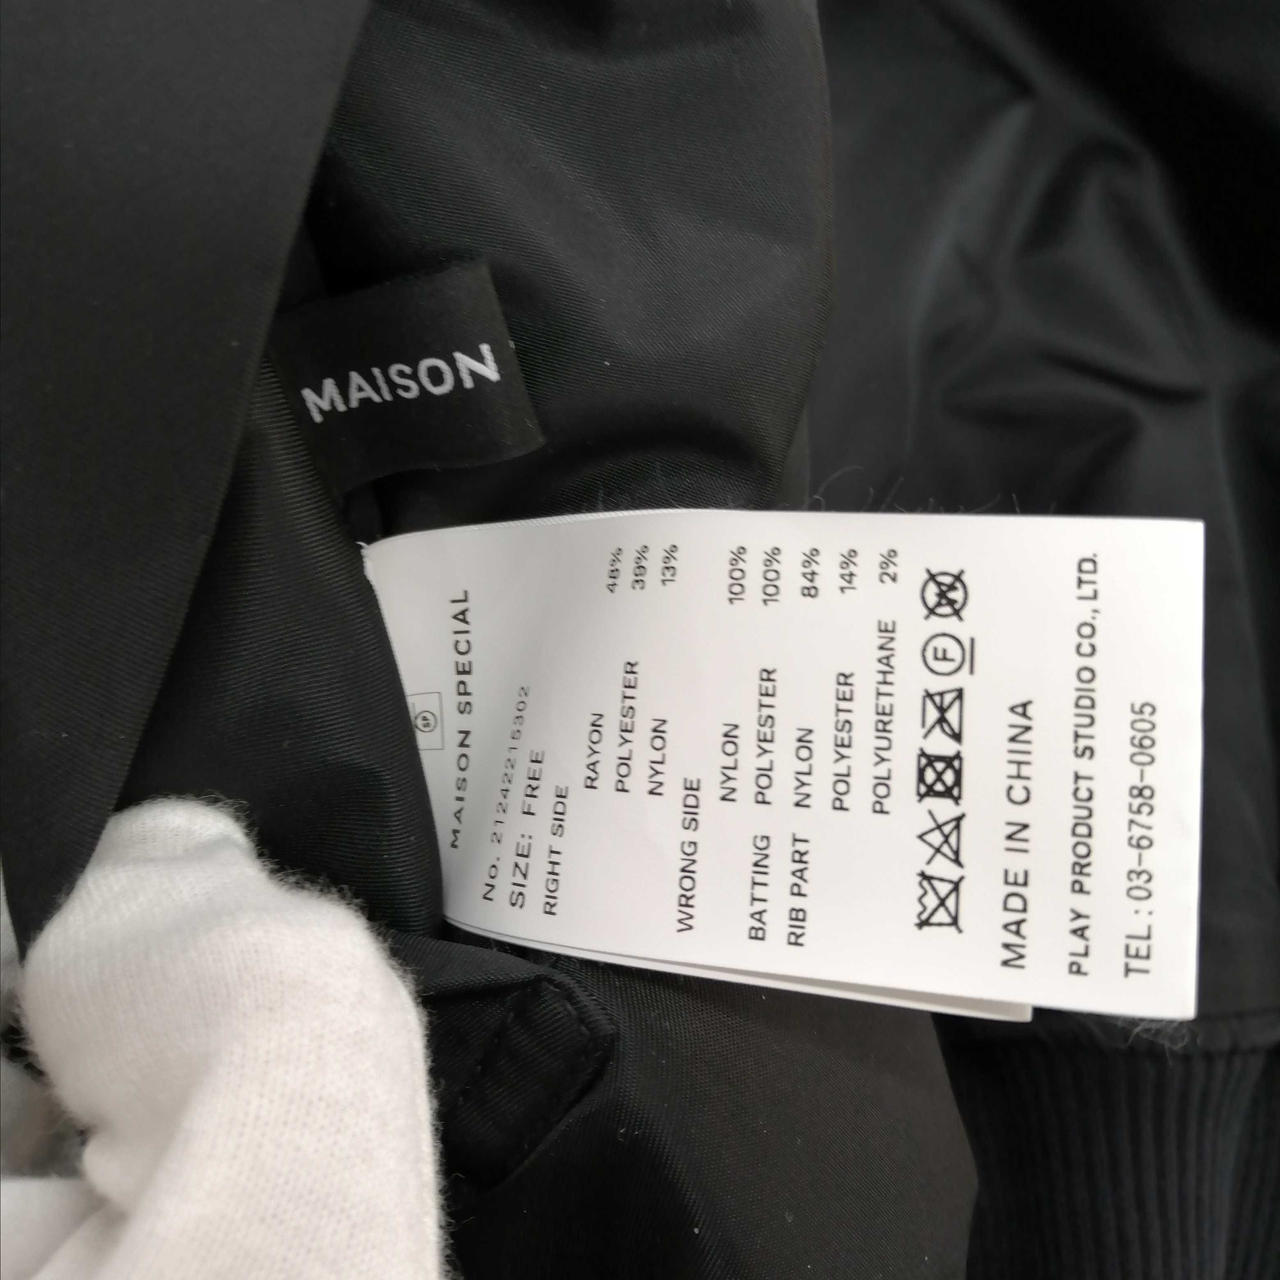 MAISON
SP
MAISON SPECIAL
No. 21242215302
SIZE: FREE
RIGHT SIDE
RAYON 48%
POLYESTER 39%
NYLON 13%
WRONG SIDE
NYLON 100%
BATTING POLYESTER 100%
RIB PART NYLON 84%
POLYESTER 14%
POLYURETHANE 2%
W
F
MADE IN CHINA
PLAY PRODUCT STUDIO CO., LTD.
TEL : 03-6758-0605